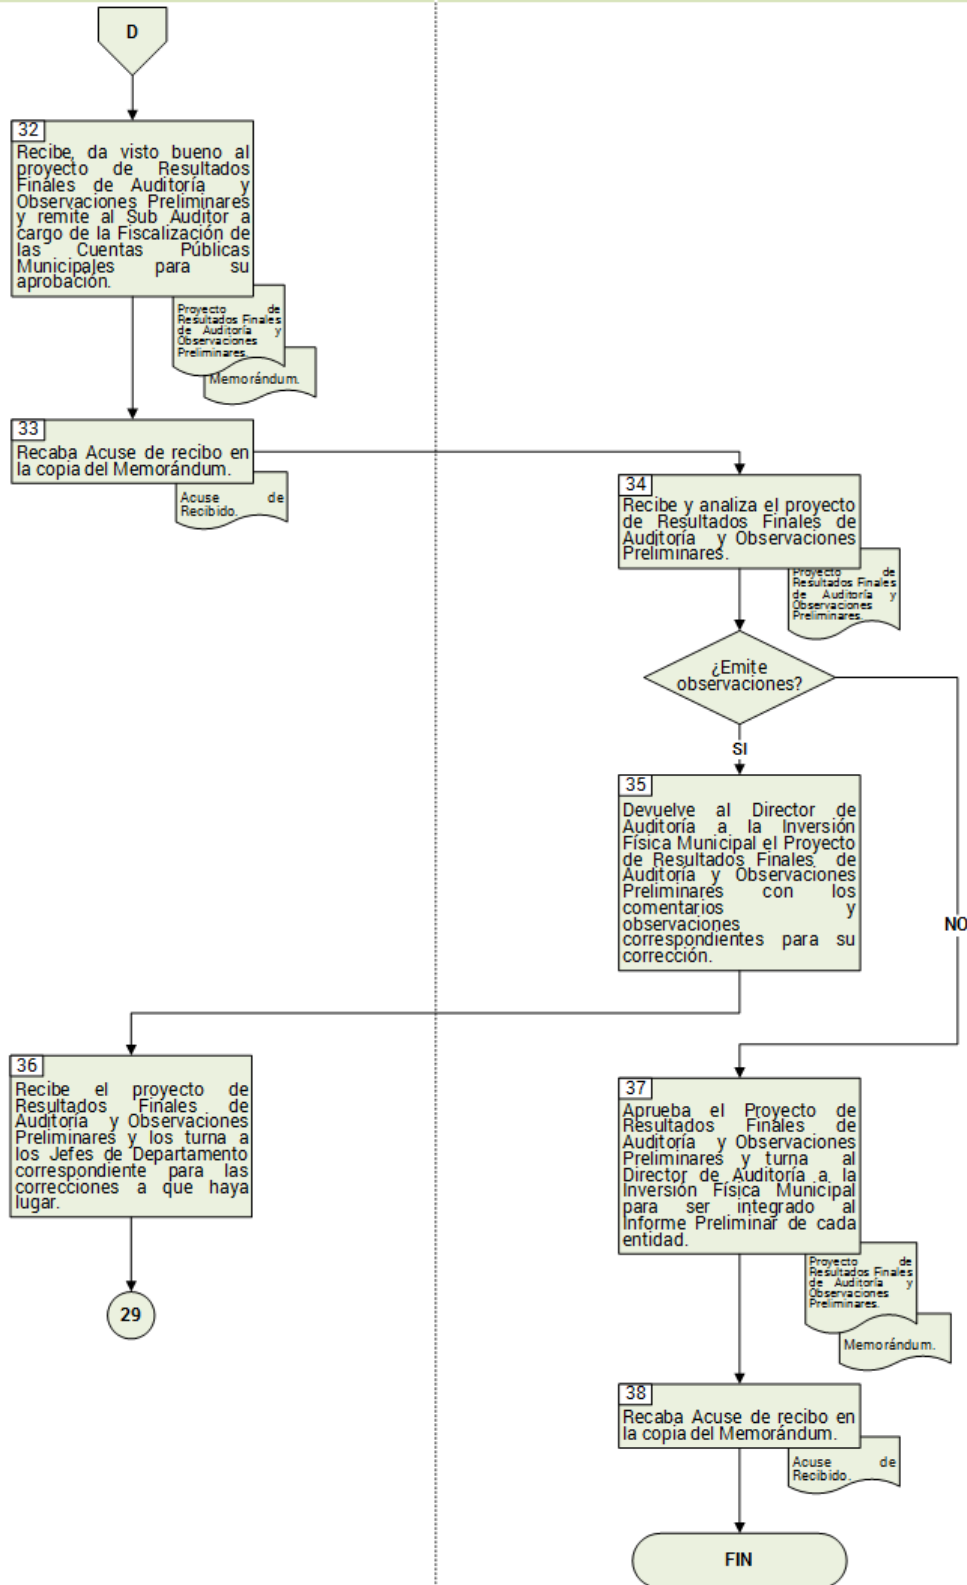 D
32
Recibe, da visto bueno al
proyecto de Resultados
Finales de Auditoría y
Observaciones Preliminares
y remite al Sub Auditor a
cargo de la Fiscalización de
las Cuentas Públicas
Municipales para su
aprobación.
Proyecto de
Resultados Finales
de Auditoría y
Observaciones
Preliminares.
Memorándum.
33
Recaba Acuse de recibo en
la copia del Memorándum.
Acuse de
Recibido.
34
Recibe y analiza el proyecto
de Resultados Finales de
Auditoría y Observaciones
Preliminares.
Proyecto de
Resultados Finales
de Auditoría y
Observaciones
Preliminares.
¿Emite
observaciones?
SI
NO
35
Devuelve al Director de
Auditoría a la Inversión
Física Municipal el Proyecto
de Resultados Finales de
Auditoría y Observaciones
Preliminares con los
comentarios y
observaciones
correspondientes para su
corrección.
36
Recibe el proyecto de
Resultados Finales de
Auditoría y Observaciones
Preliminares y los turna a
los Jefes de Departamento
correspondiente para las
correcciones a que haya
lugar.
29
37
Aprueba el Proyecto de
Resultados Finales de
Auditoría y Observaciones
Preliminares y turna al
Director de Auditoría a la
Inversión Física Municipal
para ser integrado al
Informe Preliminar de cada
entidad.
Proyecto de
Resultados Finales
de Auditoría y
Observaciones
Preliminares.
Memorándum.
38
Recaba Acuse de recibo en
la copia del Memorándum.
Acuse de
Recibido.
FIN